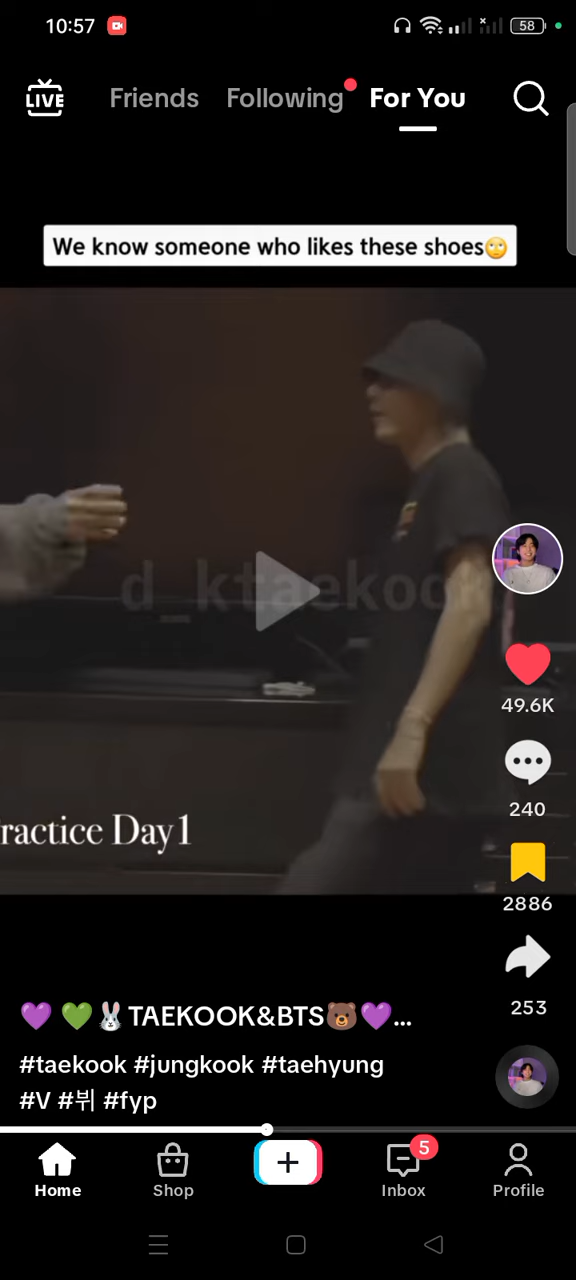 10:57
58
LIVE
Friends
Following
For You
We know someone who likes these shoes🙄
d_ktaekook
ractice Day1
49.6K
240
2886
253
💜 💚🐰TAEKOOK&BTS🐻💜...
#taekook #jungkook #taehyung
#V #뷔 #fyp
Home
Shop
5
Inbox
Profile